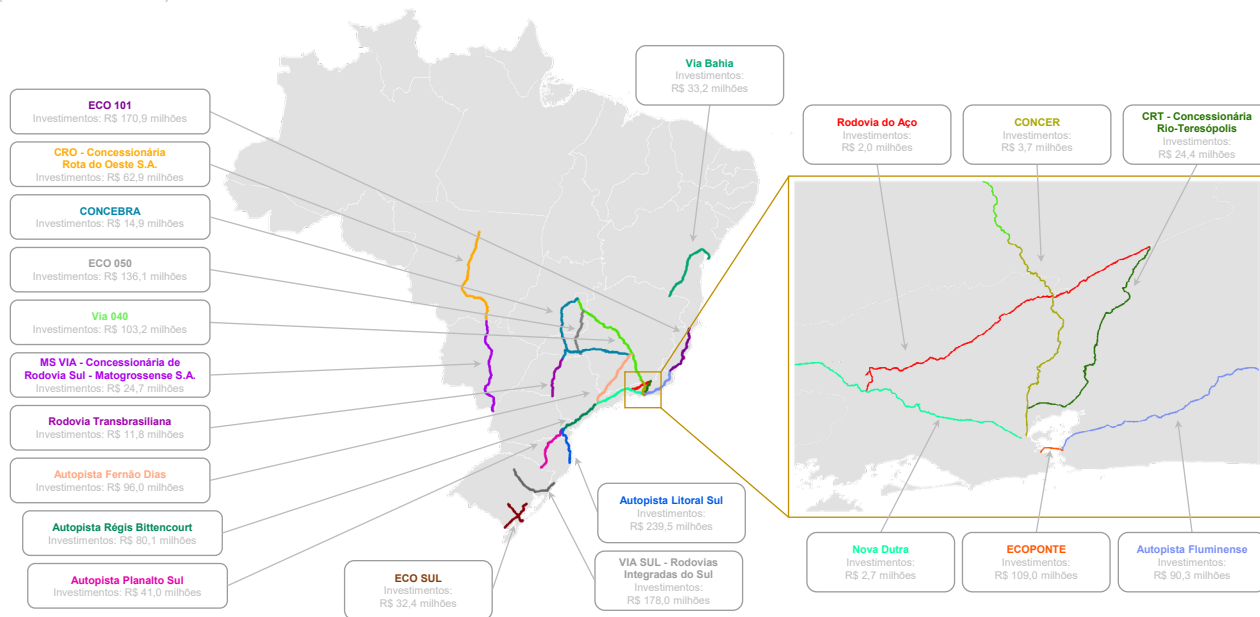 Via Bahia
Investimentos:
R$ 33,2 milhões
ECO 101
Investimentos: R$ 170,9 milhões
CRO - Concessionária
Rota do Oeste S.A.
Investimentos: R$ 62,9 milhões
CONCEBRA
Investimentos: R$ 14,9 milhões
ECO 050
Investimentos: R$ 136,1 milhões
Via 040
Investimentos: R$ 103,2 milhões
MS VIA - Concessionária de
Rodovia Sul - Matogrossense S.A.
Investimentos: R$ 24,7 milhões
Rodovia Transbrasiliana
Investimentos: R$ 11,8 milhões
Autopista Fernão Dias
Investimentos: R$ 96,0 milhões
Autopista Régis Bittencourt
Investimentos: R$ 80,1 milhões
Autopista Planalto Sul
Investimentos: R$ 41,0 milhões
ECO SUL
Investimentos:
R$ 32,4 milhões
Autopista Litoral Sul
Investimentos:
R$ 239,5 milhões
VIA SUL - Rodovias
Integradas do Sul
Investimentos:
R$ 178,0 milhões
Rodovia do Aço
Investimentos:
R$ 2,0 milhões
CONCER
Investimentos:
R$ 3,7 milhões
CRT - Concessionária
Rio-Teresópolis
Investimentos:
R$ 24,4 milhões
Nova Dutra
Investimentos:
R$ 2,7 milhões
ECOPONTE
Investimentos:
R$ 109,0 milhões
Autopista Fluminense
Investimentos:
R$ 90,3 milhões